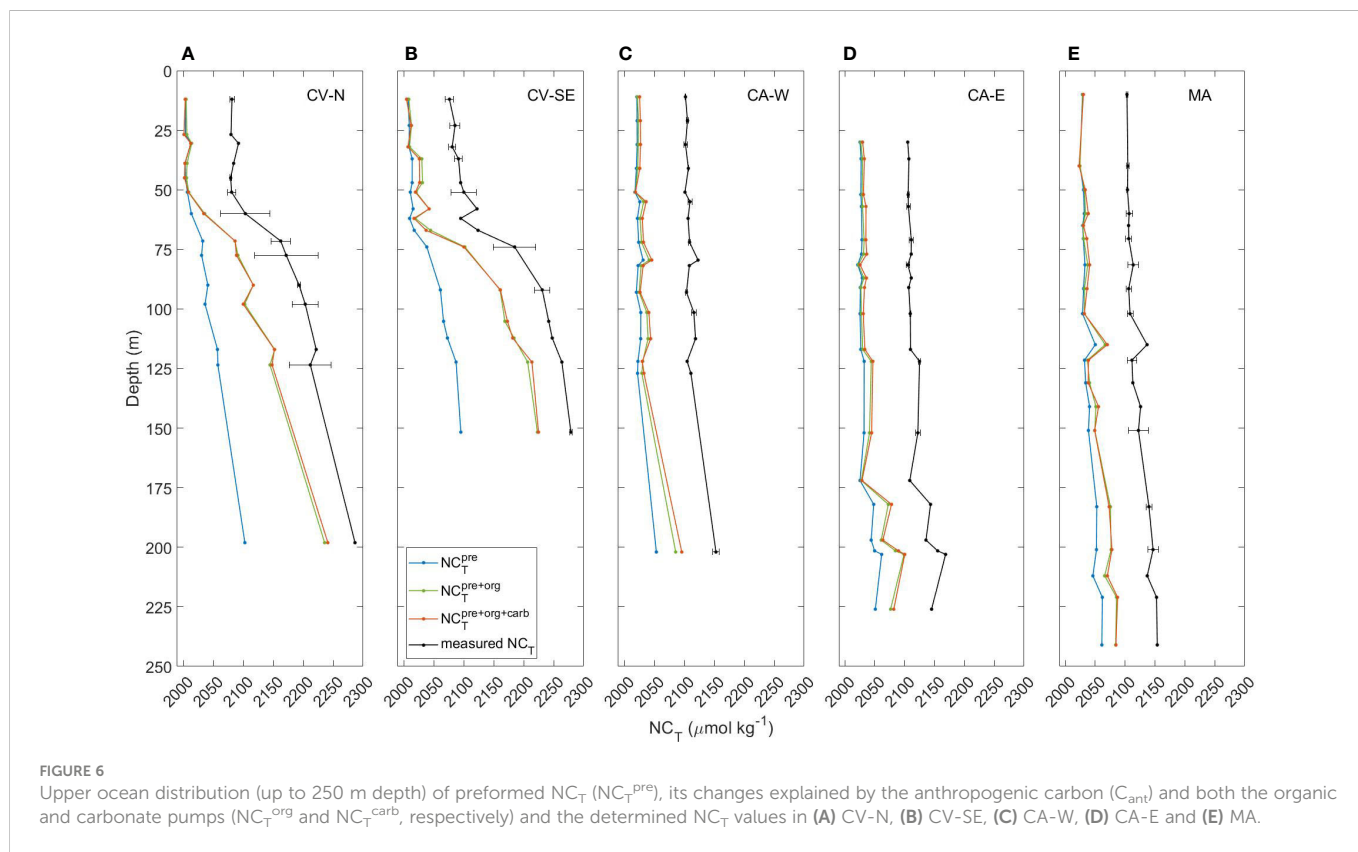 A B C D E
CV-N CV-SE CA-W CA-E MA
0
25
50
75
100
125
150
175
200
225
250
Depth (m)
NC_T^pre
NC_T^pre+org
NC_T^pre+org+carb
measured NC_T
2000 2050 2100 2150 2200 2250 2300 2000 2050 2100 2150 2200 2250 2300 2000 2050 2100 2150 2200 2250 2300 2000 2050 2100 2150 2200 2250 2300 2000 2050 2100 2150 2200 2250 2300
NC_T (μmol kg^-1)
FIGURE 6
Upper ocean distribution (up to 250 m depth) of preformed NC_T (NC_T^pre), its changes explained by the anthropogenic carbon (C_ant) and both the organic
and carbonate pumps (NC_T^org and NC_T^carb, respectively) and the determined NC_T values in (A) CV-N, (B) CV-SE, (C) CA-W, (D) CA-E and (E) MA.